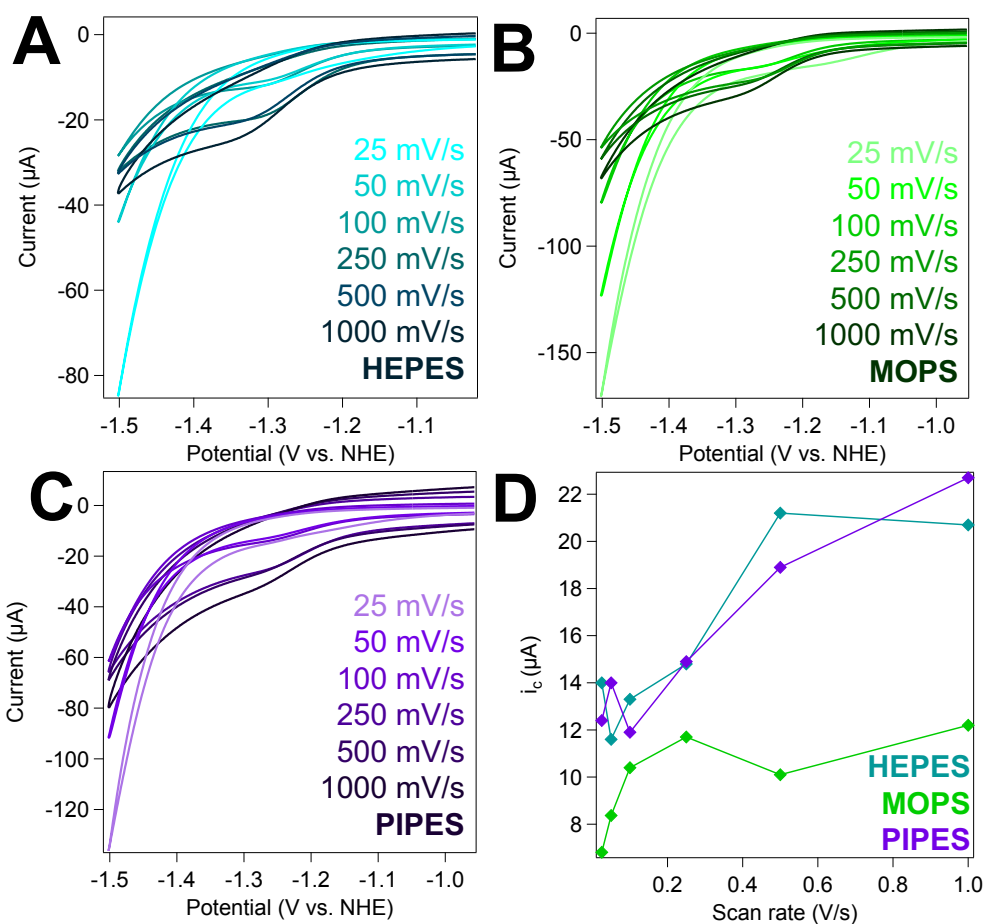 A
0
-20
-40
-60
-80
Current (µA)
25 mV/s
50 mV/s
100 mV/s
250 mV/s
500 mV/s
1000 mV/s
HEPES
-1.5 -1.4 -1.3 -1.2 -1.1
Potential (V vs. NHE)
B
0
-50
-100
-150
Current (µA)
25 mV/s
50 mV/s
100 mV/s
250 mV/s
500 mV/s
1000 mV/s
MOPS
-1.5 -1.4 -1.3 -1.2 -1.1 -1.0
Potential (V vs. NHE)
C
0
-20
-40
-60
-80
-100
-120
Current (µA)
25 mV/s
50 mV/s
100 mV/s
250 mV/s
500 mV/s
1000 mV/s
PIPES
-1.5 -1.4 -1.3 -1.2 -1.1 -1.0
Potential (V vs. NHE)
D
22
20
18
16
14
12
10
8
ic (µA)
HEPES
MOPS
PIPES
0.2 0.4 0.6 0.8 1.0
Scan rate (V/s)